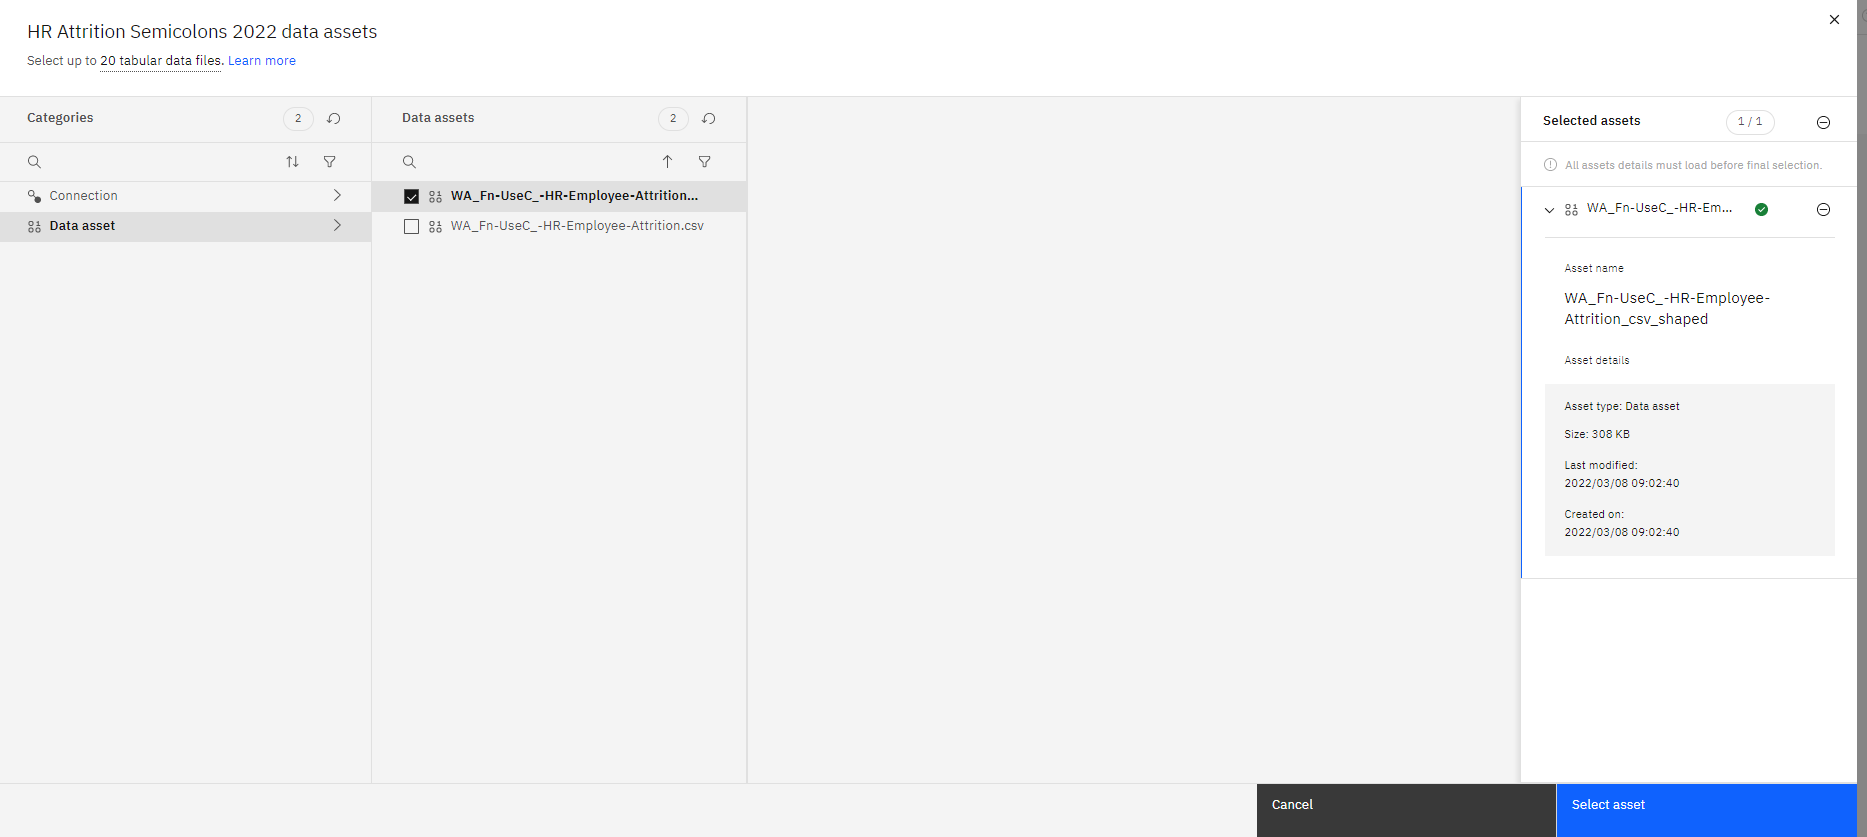 HR Attrition Semicolons 2022 data assets
Select up to 20 tabular data files. Learn more
Categories
2
Connection
Data asset
Data assets
2
WA_Fn-UseC_-HR-Employee-Attrition...
WA_Fn-UseC_-HR-Employee-Attrition.csv
Selected assets
1 / 1
All assets details must load before final selection.
WA_Fn-UseC_-HR-Em...
Asset name
WA_Fn-UseC_-HR-Employee-
Attrition_csv_shaped
Asset details
Asset type: Data asset
Size: 308 KB
Last modified:
2022/03/08 09:02:40
Created on:
2022/03/08 09:02:40
Cancel
Select asset